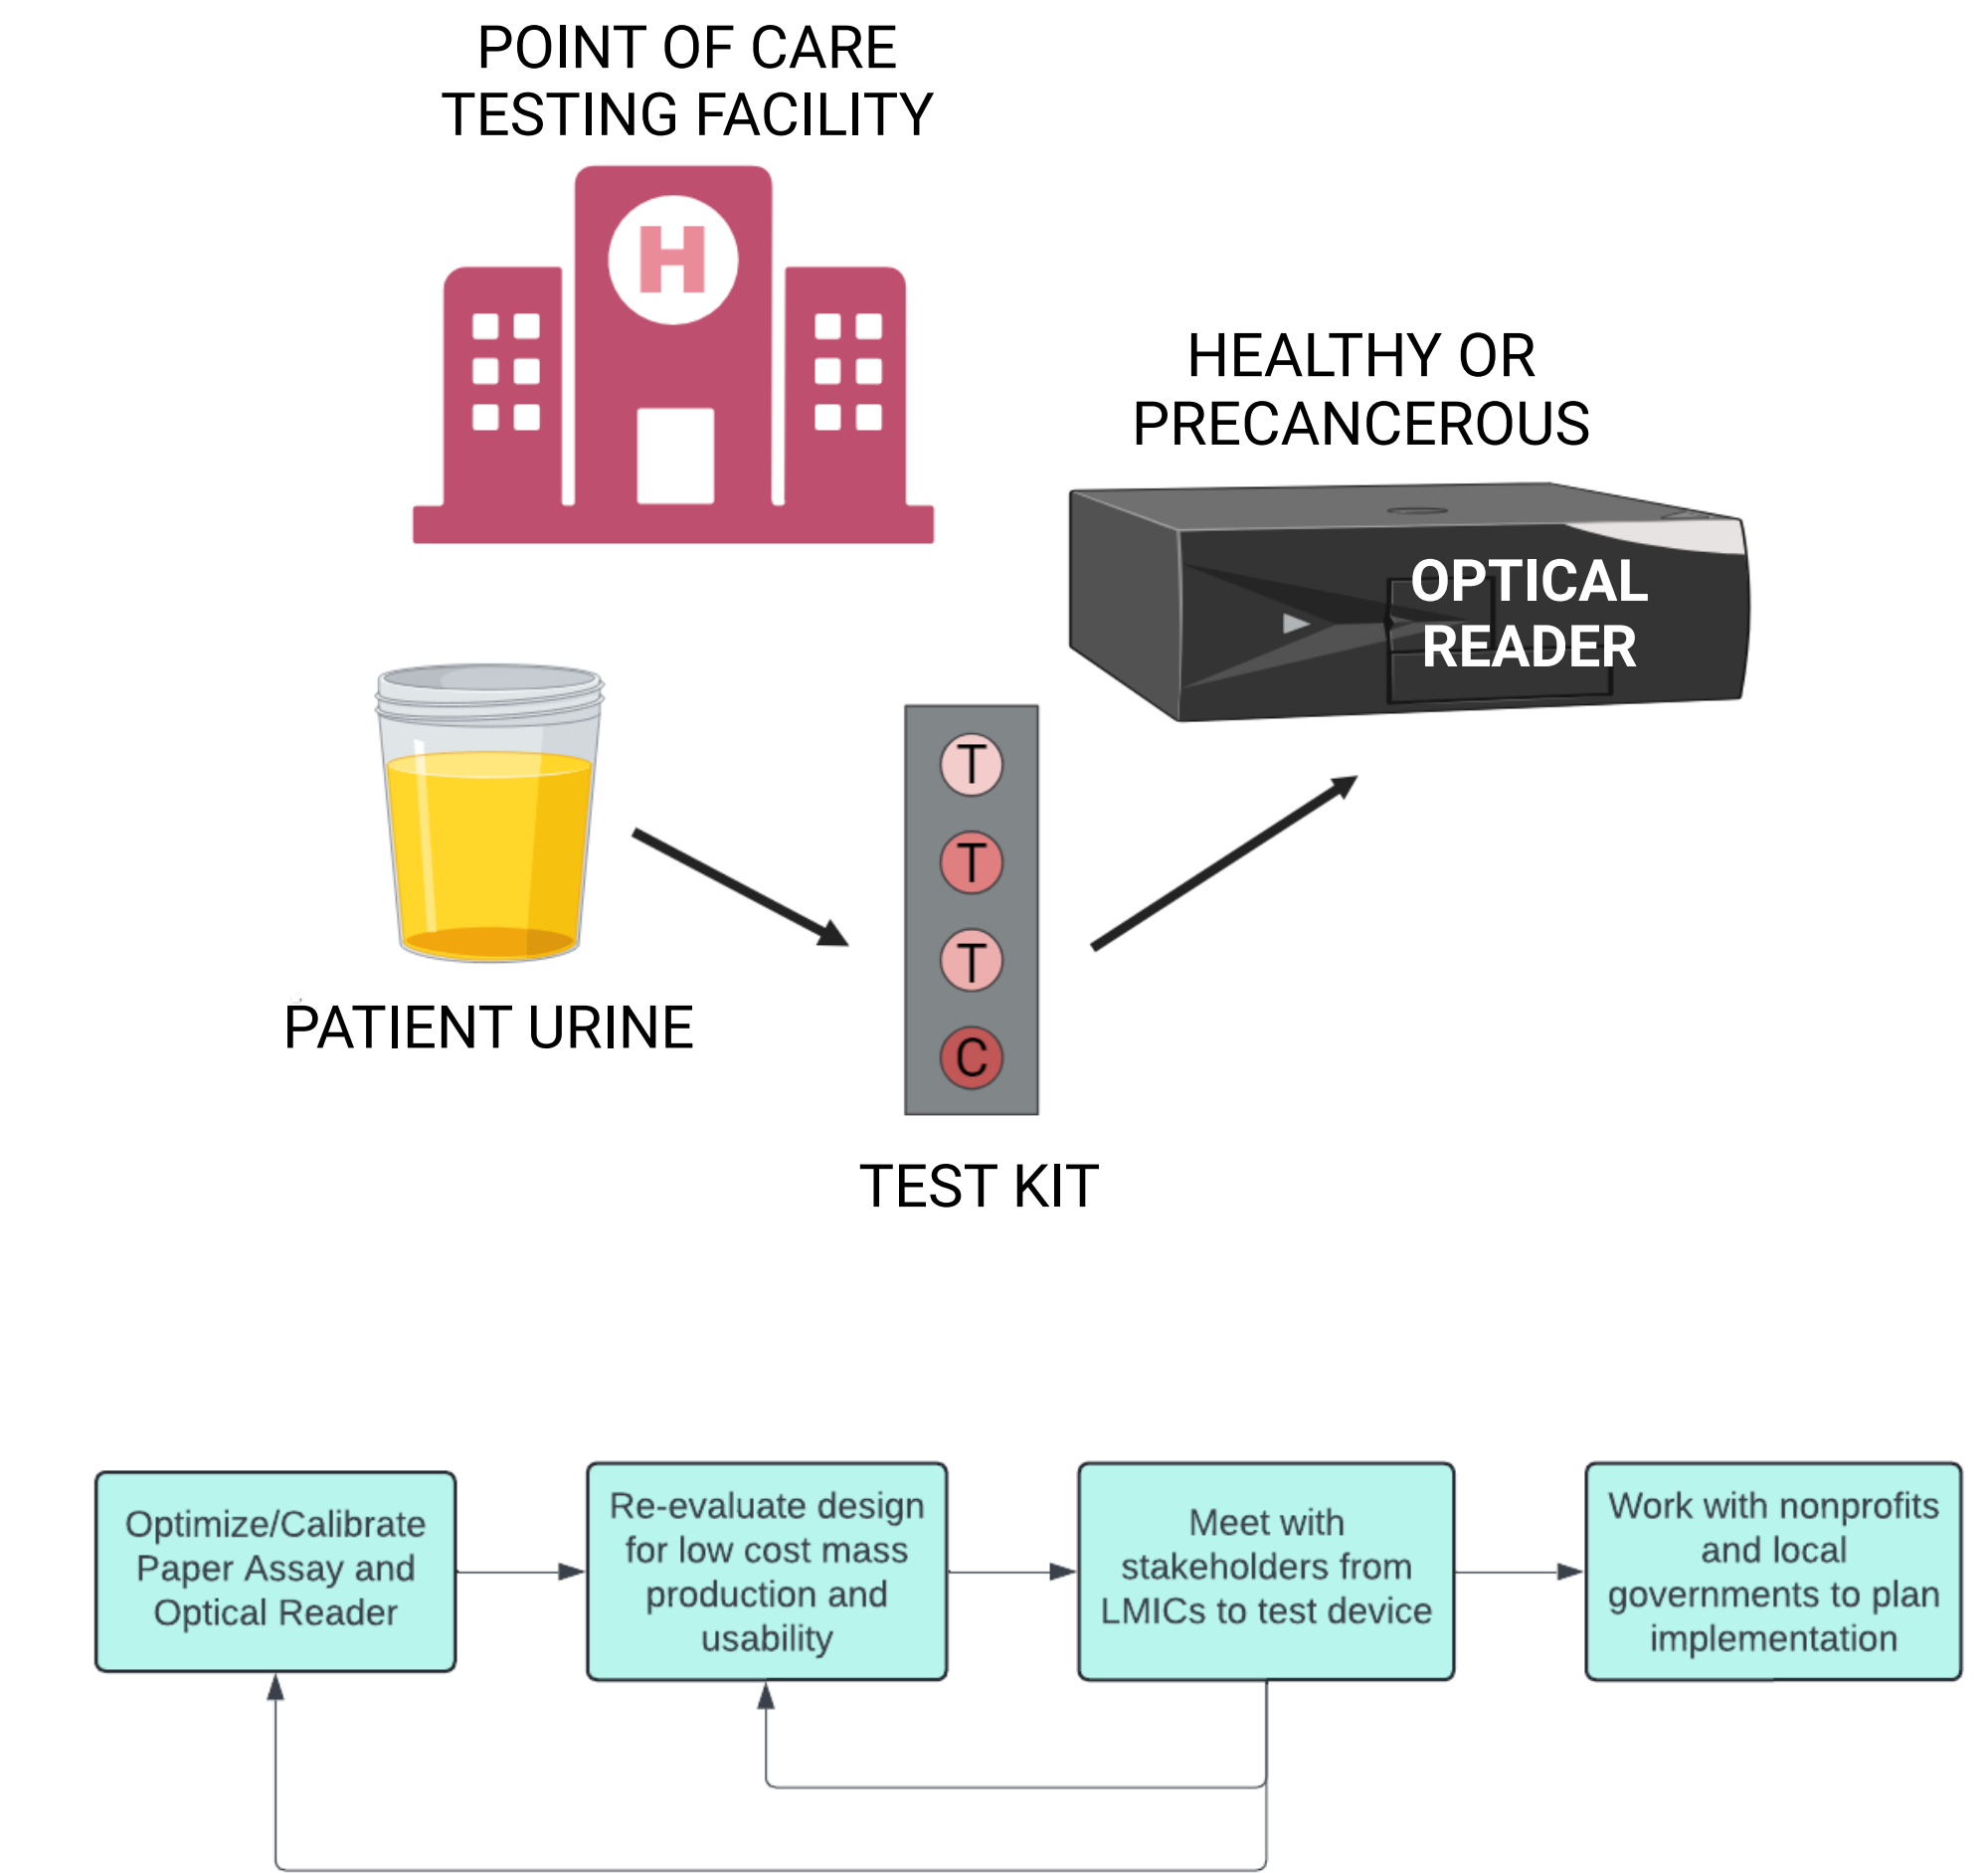 POINT OF CARE
TESTING FACILITY
H
HEALTHY OR
PRECANCEROUS
OPTICAL
READER
T
T
T
C
PATIENT URINE
TEST KIT
Optimize/Calibrate
Paper Assay and
Optical Reader
Re-evaluate design
for low cost mass
production and
usability
Meet with
stakeholders from
LMICs to test device
Work with nonprofits
and local
governments to plan
implementation